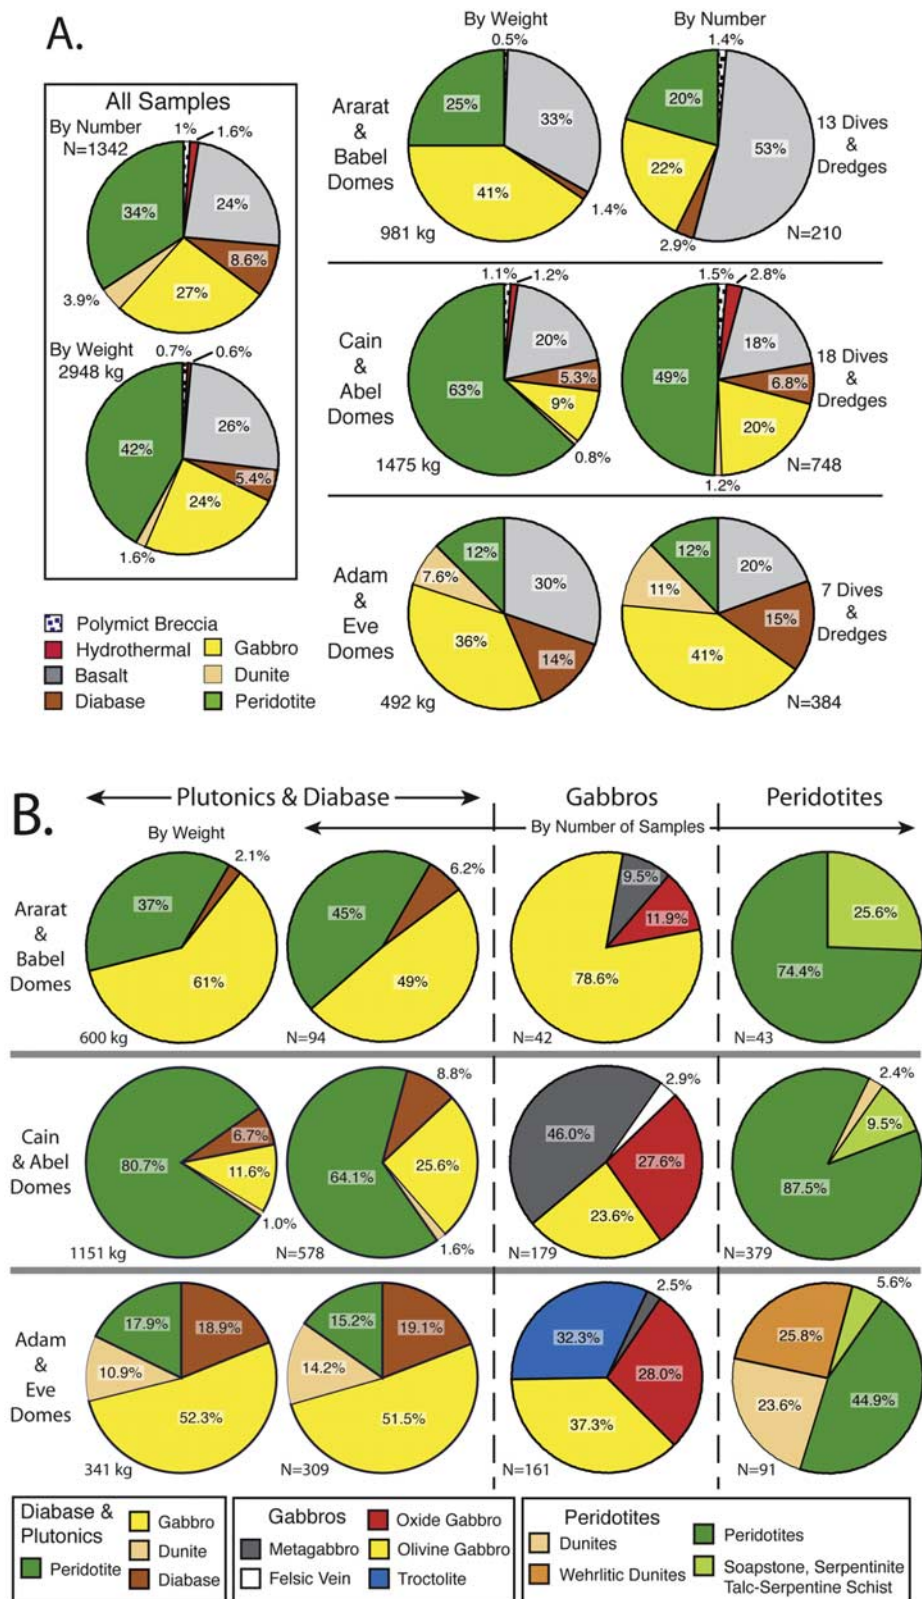 A.
By Weight
By Number
0.5%
1.4%
25%
33%
41%
1.4%
20%
53%
22%
2.9%
Ararat
&
Babel
Domes
981 kg
13 Dives
&
Dredges
N=210
All Samples
By Number
N=1342
1%
1.6%
34%
24%
8.6%
27%
3.9%
By Weight
2948 kg
0.7%
0.6%
42%
26%
5.4%
24%
1.6%
Cain
&
Abel
Domes
1475 kg
1.1%
1.2%
20%
5.3%
9%
0.8%
63%
1.5%
2.8%
18%
6.8%
20%
1.2%
49%
18 Dives
&
Dredges
N=748
Adam
&
Eve
Domes
492 kg
12%
7.6%
30%
14%
36%
12%
11%
20%
15%
41%
7 Dives
&
Dredges
N=384
Polymict Breccia
Hydrothermal
Basalt
Diabase
Gabbro
Dunite
Peridotite
B.
Plutonics & Diabase
Gabbros
Peridotites
By Weight
By Number of Samples
Ararat
&
Babel
Domes
2.1%
37%
61%
600 kg
6.2%
45%
49%
N=94
9.5%
11.9%
78.6%
N=42
25.6%
74.4%
N=43
Cain
& Abel
Domes
80.7%
6.7%
11.6%
1.0%
1151 kg
8.8%
25.6%
64.1%
1.6%
N=578
2.9%
46.0%
27.6%
23.6%
N=179
2.4%
9.5%
87.5%
N=379
Adam
&
Eve
Domes
17.9%
18.9%
10.9%
52.3%
341 kg
15.2%
19.1%
14.2%
51.5%
N=309
2.5%
32.3%
28.0%
37.3%
N=161
5.6%
25.8%
23.6%
44.9%
N=91
Diabase &
Plutonics
Peridotite
Gabbro
Dunite
Diabase
Gabbros
Metagabbro
Felsic Vein
Oxide Gabbro
Olivine Gabbro
Troctolite
Peridotites
Dunites
Wehrlitic Dunites
Peridotites
Soapstone, Serpentinite
Talc-Serpentine Schist